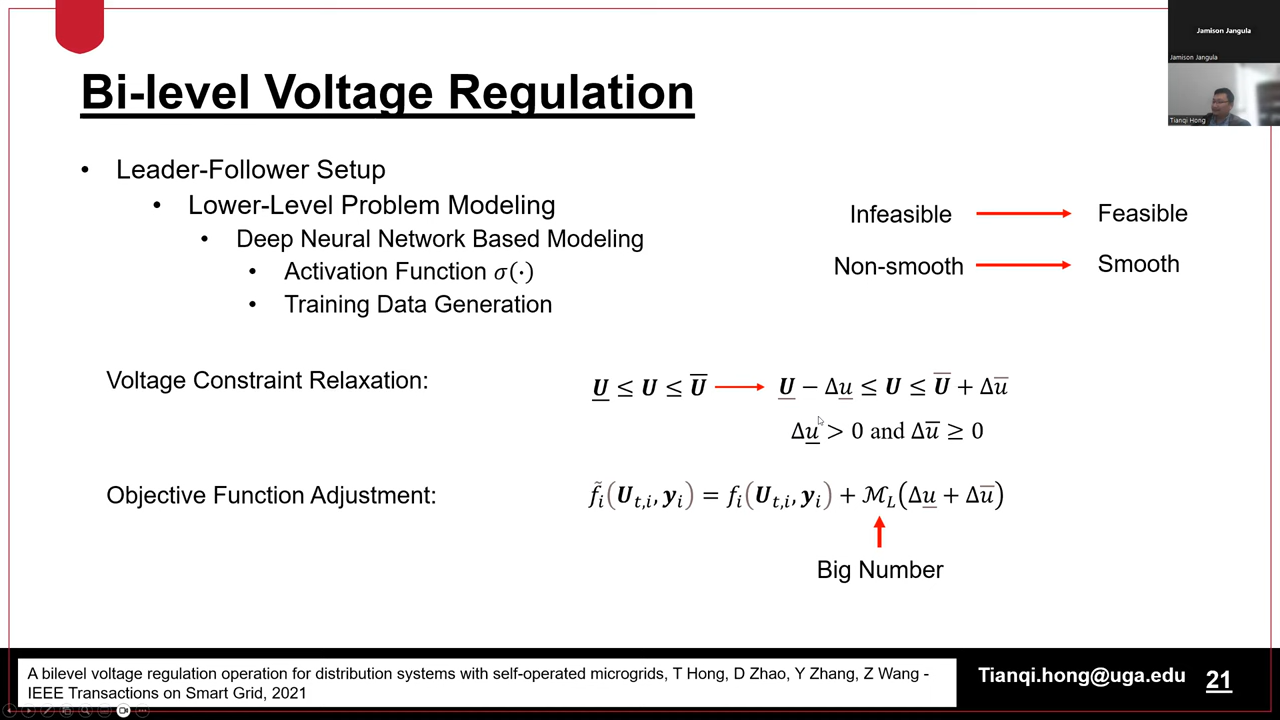 Jamison Jangula
Jamison Jangula
Tianqi Hong
Bi-level Voltage Regulation
• Leader-Follower Setup
• Lower-Level Problem Modeling
• Deep Neural Network Based Modeling
• Activation Function σ(·)
• Training Data Generation
Infeasible → Feasible
Non-smooth → Smooth
Voltage Constraint Relaxation: U̲ ≤ U ≤ U̅ → U̲ − Δu̲ ≤ U ≤ U̅ + Δu̅
Δu̲ > 0 and Δu̅ ≥ 0
Objective Function Adjustment: f̃ᵢ(U_{t,i}, yᵢ) = fᵢ(U_{t,i}, yᵢ) + ℳ_L(Δu̲ + Δu̅)
Big Number
A bilevel voltage regulation operation for distribution systems with self-operated microgrids, T Hong, D Zhao, Y Zhang, Z Wang -
IEEE Transactions on Smart Grid, 2021
Tianqi.hong@uga.edu 21